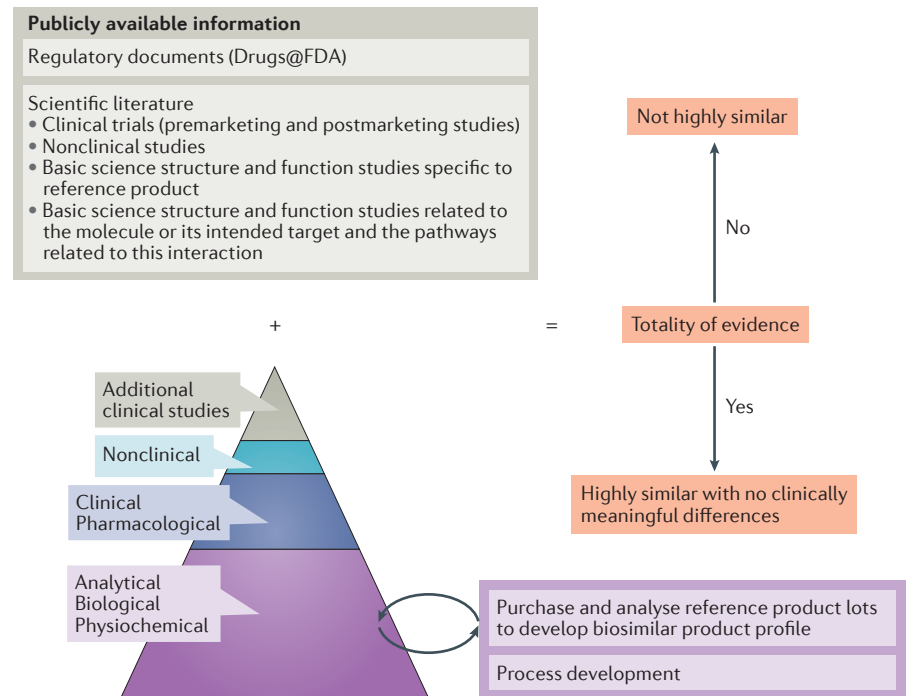 Publicly available information
Regulatory documents (Drugs@FDA)
Scientific literature
• Clinical trials (premarketing and postmarketing studies)
• Nonclinical studies
• Basic science structure and function studies specific to
reference product
• Basic science structure and function studies related to
the molecule or its intended target and the pathways
related to this interaction
Not highly similar
No
+
=
Totality of evidence
Yes
Highly similar with no clinically
meaningful differences
Additional
clinical studies
Nonclinical
Clinical
Pharmacological
Analytical
Biological
Physiochemical
Purchase and analyse reference product lots
to develop biosimilar product profile
Process development